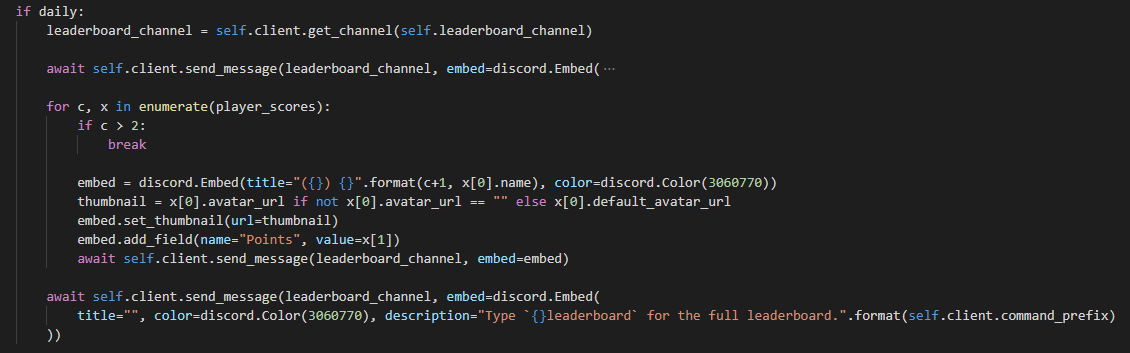 if daily:
    leaderboard_channel = self.client.get_channel(self.leaderboard_channel)
    await self.client.send_message(leaderboard_channel, embed=discord.Embed(⋯
    for c, x in enumerate(player_scores):
        if c > 2:
            break
        embed = discord.Embed(title="({}) {}".format(c+1, x[0].name), color=discord.Color(3060770))
        thumbnail = x[0].avatar_url if not x[0].avatar_url == "" else x[0].default_avatar_url
        embed.set_thumbnail(url=thumbnail)
        embed.add_field(name="Points", value=x[1])
        await self.client.send_message(leaderboard_channel, embed=embed)
    await self.client.send_message(leaderboard_channel, embed=discord.Embed(
        title="", color=discord.Color(3060770), description="Type `{}leaderboard` for the full leaderboard.".format(self.client.command_prefix)
    ))